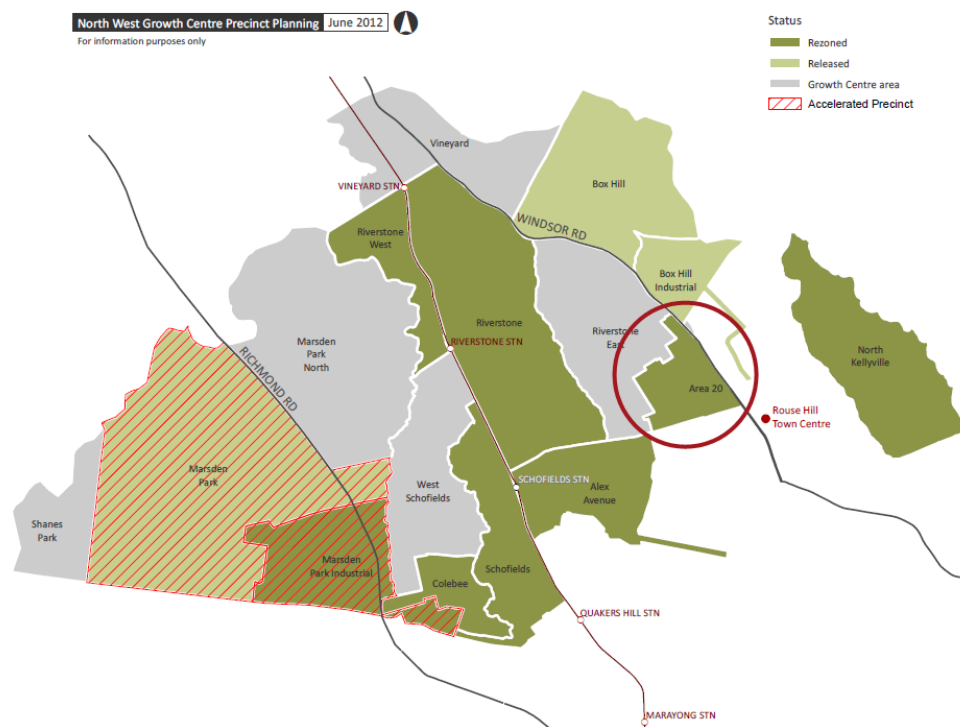 North West Growth Centre Precinct Planning June 2012
For information purposes only
Status
Rezoned
Released
Growth Centre area
Accelerated Precinct
Vineyard
VINEYARD STN
Box Hill
WINDSOR RD
Riverstone
West
Box Hill
Industrial
Riverstone
Riverstone
East
Marsden
Park
North
RIVERSTONE STN
RICHMOND RD
North
Kellyville
Area 20
Rouse Hill
Town Centre
Marsden
Park
West
Schofields
SCHOFIELDS STN
Alex
Avenue
Shanes
Park
Marsden
Park Industrial
Colebee
Schofields
QUAKERS HILL STN
MARAYONG STN